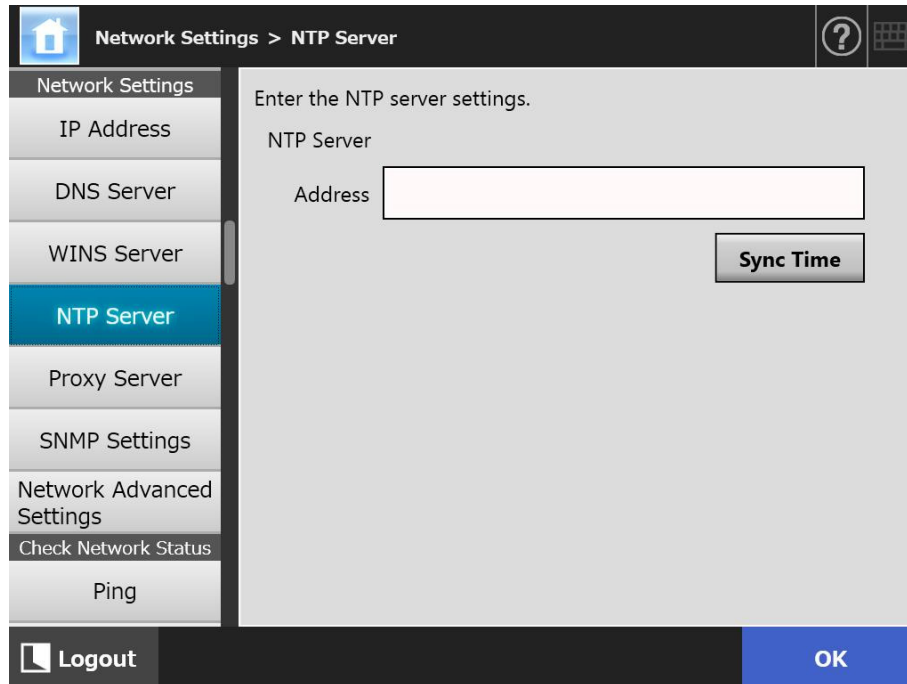 Network Settings > NTP Server
?
Network Settings
IP Address
DNS Server
WINS Server
NTP Server
Proxy Server
SNMP Settings
Network Advanced
Settings
Check Network Status
Ping
Enter the NTP server settings.
NTP Server
Address
Sync Time
Logout
OK